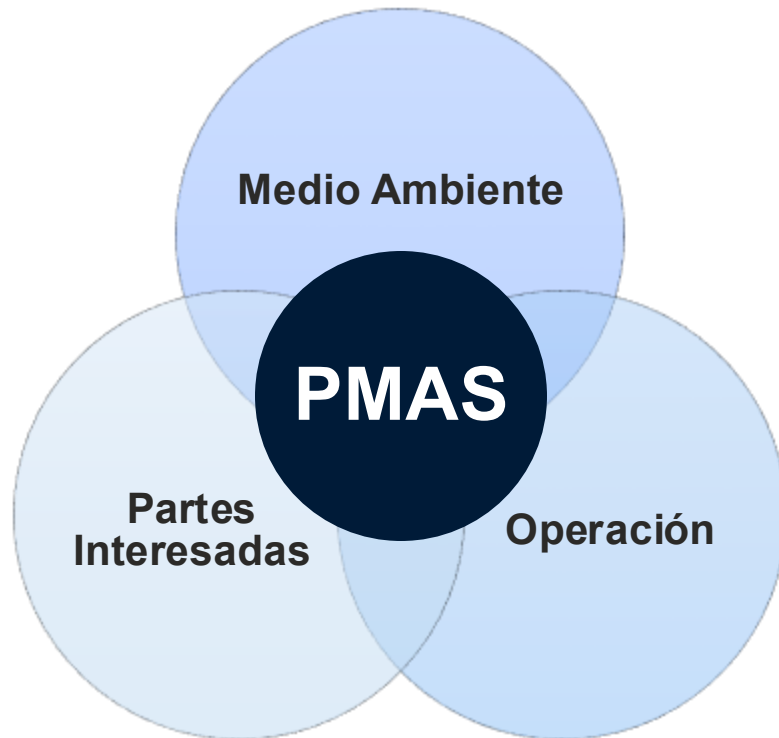 Medio Ambiente
PMAS
Partes
Interesadas
Operación